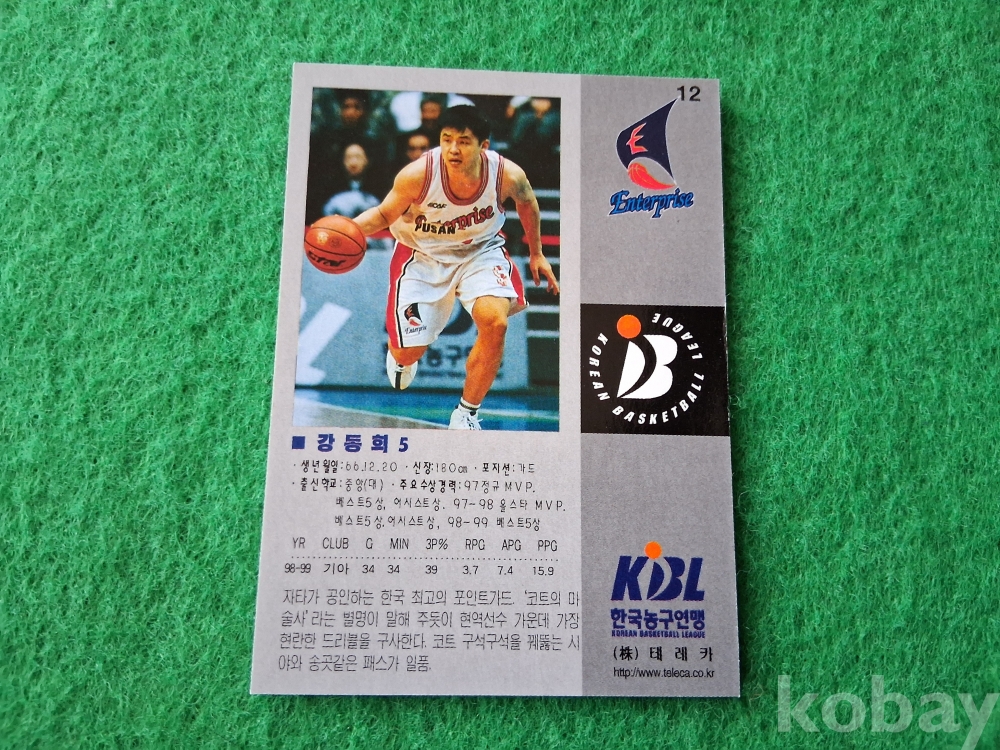 12
E
Enterprise
Enterprise
PUSAN
Enterprise
농구연
KOREAN BASKETBALL LEAGUE
B
■ 강동희 5
· 생년월일:66.12.20 · 신장:180㎝ · 포지션:가드
· 출신학교:중앙(대) · 주요수상경력:97정규 MVP.
베스트5상, 어시스트상. 97-98 올스타 MVP.
베스트5상.어시스트상, 98-99 베스트5상
YR CLUB G MIN 3P% RPG APG PPG
98-99 기아 34 34 39 3.7 7.4 15.9
자타가 공인하는 한국 최고의 포인트가드. '코트의 마
술사'라는 별명이 말해 주듯이 현역선수 가운데 가장
현란한 드리블을 구사한다. 코트 구석구석을 꿰뚫는 시
야와 송곳같은 패스가 일품.
KBL
한국농구연맹
KOREAN BASKETBALL LEAGUE
(株) 테레카
http://www.teleca.co.kr
kobay